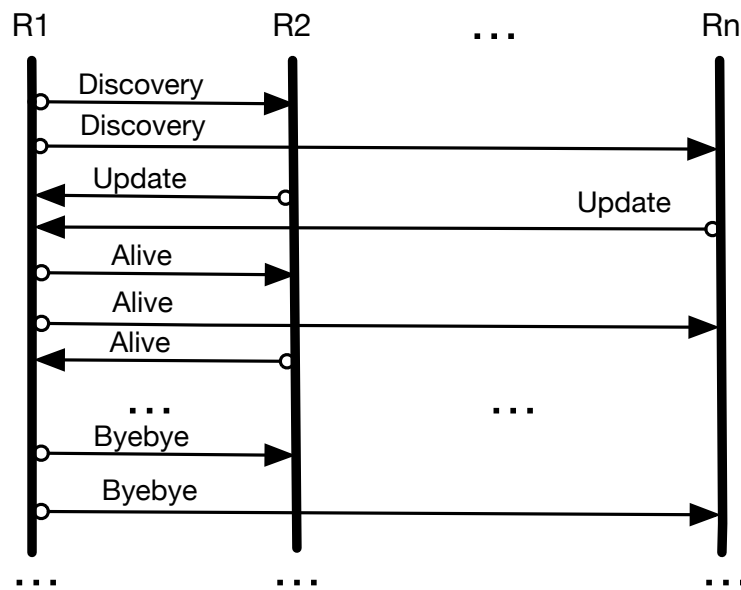 R1 R2 ... Rn
Discovery
Discovery
Update
Update
Alive
Alive
Alive
... ...
Byebye
Byebye
... ... ...